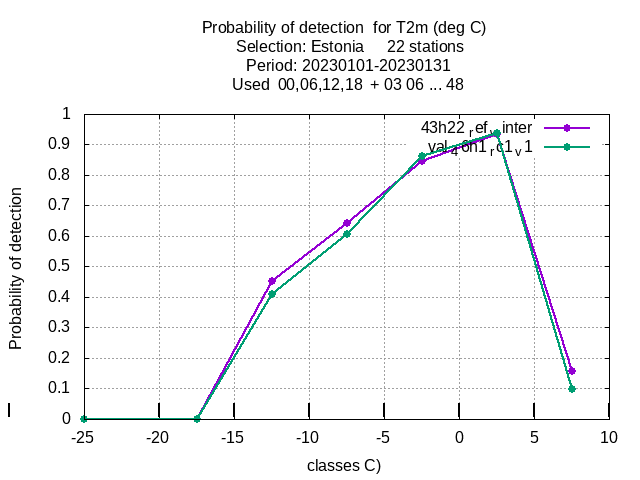 Probability of detection  for T2m (deg C)
Selection: Estonia     22 stations
Period: 20230101-20230131
Used  00,06,12,18  + 03 06 ... 48
43h22
1
0.9
0.8
0.7
0.6
0.5
0.4
0.3
0.2
0.1
0
Probability of detection
-25 -20 -15 -10 -5 0 5 10
classes C)